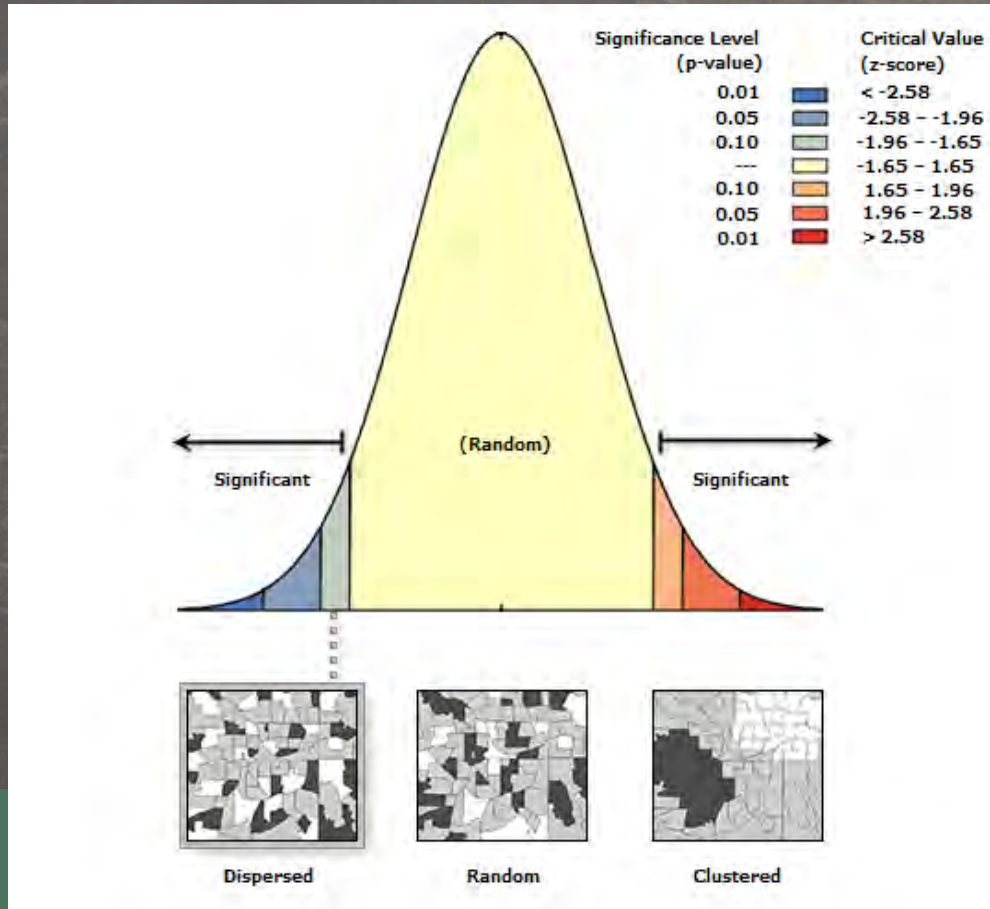 Significance Level Critical Value
(p-value) (z-score)
0.01 < -2.58
0.05 -2.58 – -1.96
0.10 -1.96 – -1.65
--- -1.65 – 1.65
0.10 1.65 – 1.96
0.05 1.96 – 2.58
0.01 > 2.58
(Random)
Significant Significant
Dispersed Random Clustered